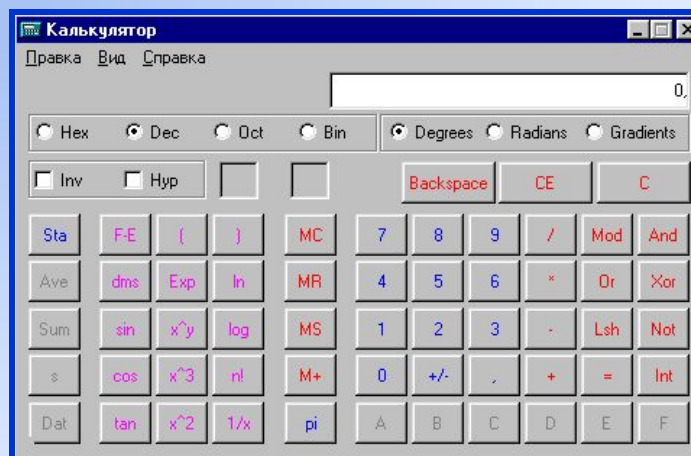 Калькулятор
Правка Вид Справка
0,
Hex Dec Oct Bin Degrees Radians Gradients
Inv Hyp Backspace CE C
Sta F-E ( ) MC 7 8 9 / Mod And
Ave dms Exp ln MR 4 5 6 * Or Xor
Sum sin x^y log MS 1 2 3 - Lsh Not
s cos x^3 n! M+ 0 +/- , + = Int
Dat tan x^2 1/x pi A B C D E F